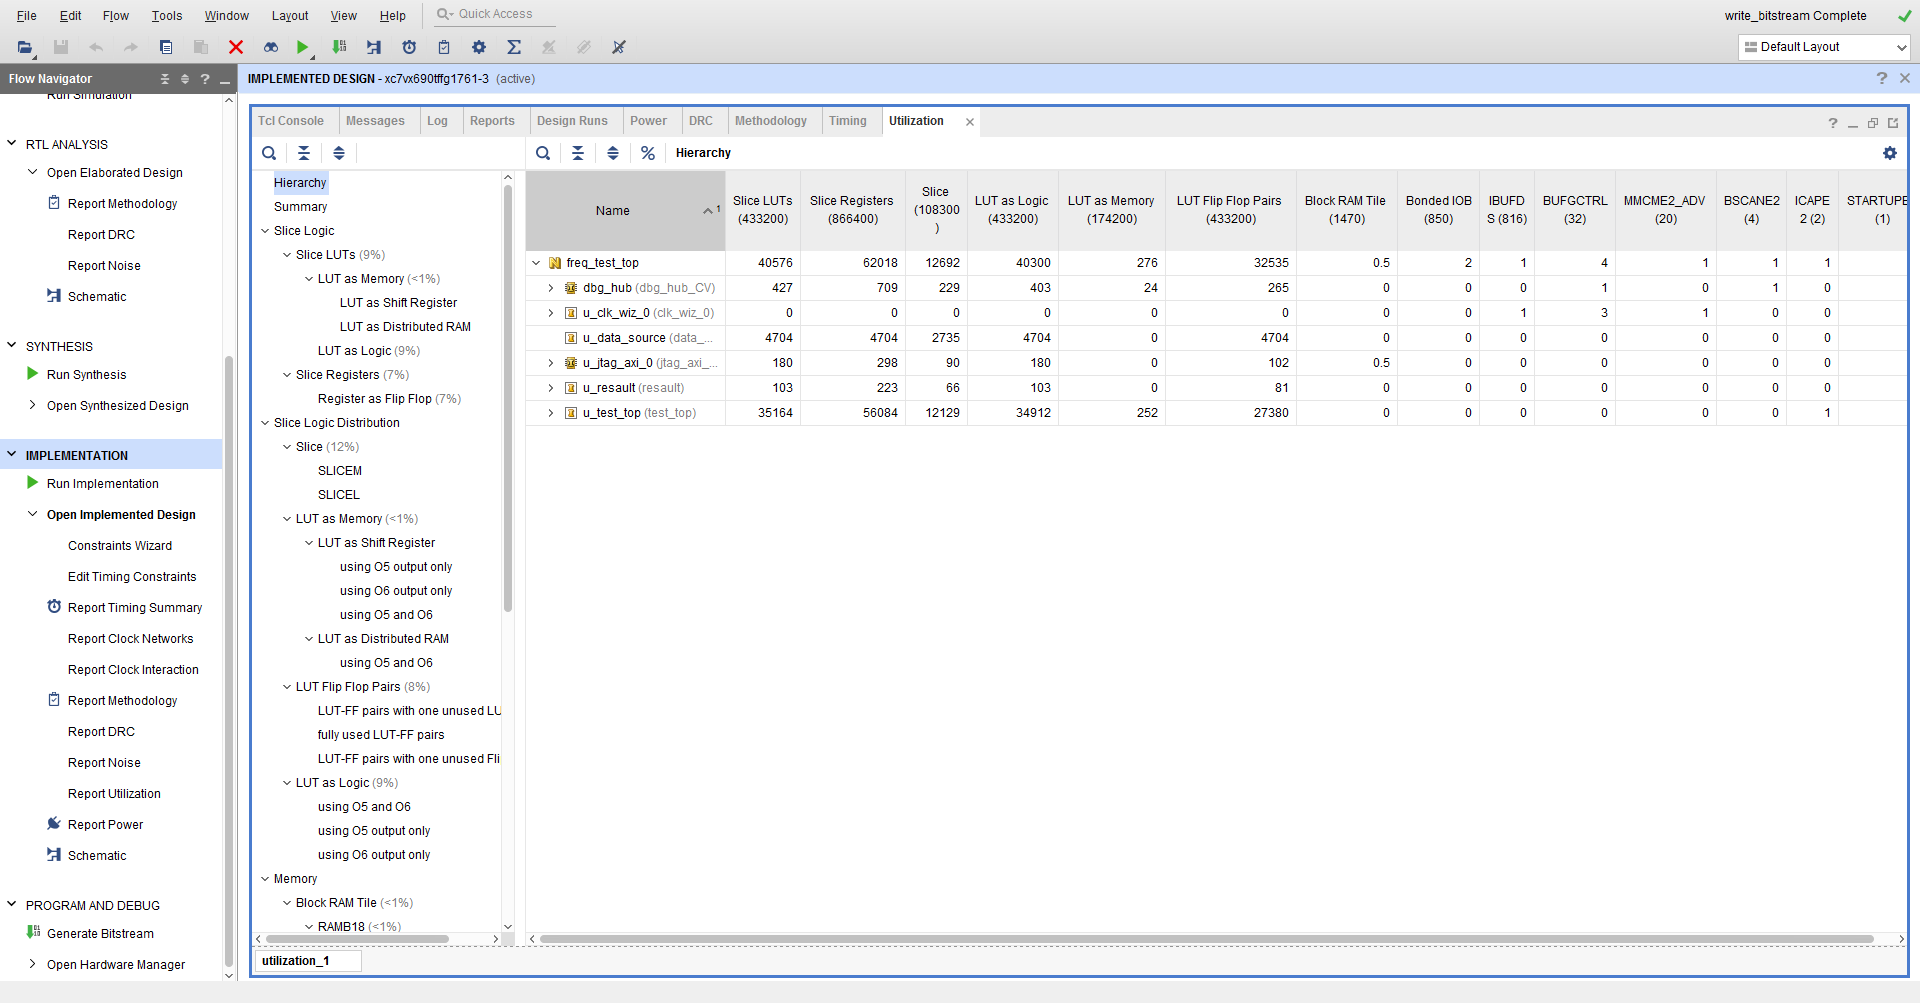 File Edit Flow Tools Window Layout View Help Quick Access write_bitstream Complete
Default Layout
Flow Navigator
IMPLEMENTED DESIGN - xc7vx690tffg1761-3 (active)
Run Simulation
RTL ANALYSIS
Open Elaborated Design
Report Methodology
Report DRC
Report Noise
Schematic
SYNTHESIS
Run Synthesis
Open Synthesized Design
IMPLEMENTATION
Run Implementation
Open Implemented Design
Constraints Wizard
Edit Timing Constraints
Report Timing Summary
Report Clock Networks
Report Clock Interaction
Report Methodology
Report DRC
Report Noise
Report Utilization
Report Power
Schematic
PROGRAM AND DEBUG
Generate Bitstream
Open Hardware Manager
Tcl Console Messages Log Reports Design Runs Power DRC Methodology Timing Utilization
Hierarchy
Summary
Slice Logic
Slice LUTs (9%)
LUT as Memory (<1%)
LUT as Shift Register
LUT as Distributed RAM
LUT as Logic (9%)
Slice Registers (7%)
Register as Flip Flop (7%)
Slice Logic Distribution
Slice (12%)
SLICEM
SLICEL
LUT as Memory (<1%)
LUT as Shift Register
using O5 output only
using O6 output only
using O5 and O6
LUT as Distributed RAM
using O5 and O6
LUT Flip Flop Pairs (8%)
LUT-FF pairs with one unused LU
fully used LUT-FF pairs
LUT-FF pairs with one unused Fli
LUT as Logic (9%)
using O5 and O6
using O5 output only
using O6 output only
Memory
Block RAM Tile (<1%)
RAMB18 (<1%)
utilization_1
% Hierarchy
Name 1
Slice LUTs (433200)
Slice Registers (866400)
Slice (108300)
LUT as Logic (433200)
LUT as Memory (174200)
LUT Flip Flop Pairs (433200)
Block RAM Tile (1470)
Bonded IOB (850)
IBUFDS (816)
BUFGCTRL (32)
MMCME2_ADV (20)
BSCANE2 (4)
ICAPE2 (2)
STARTUPE (1)
freq_test_top 40576 62018 12692 40300 276 32535 0.5 2 1 4 1 1 1
dbg_hub (dbg_hub_CV) 427 709 229 403 24 265 0 0 0 1 0 1 0
u_clk_wiz_0 (clk_wiz_0) 0 0 0 0 0 0 0 0 1 3 1 0 0
u_data_source (data_... 4704 4704 2735 4704 0 4704 0 0 0 0 0 0 0
u_jtag_axi_0 (jtag_axi_... 180 298 90 180 0 102 0.5 0 0 0 0 0 0
u_resault (resault) 103 223 66 103 0 81 0 0 0 0 0 0 0
u_test_top (test_top) 35164 56084 12129 34912 252 27380 0 0 0 0 0 0 1